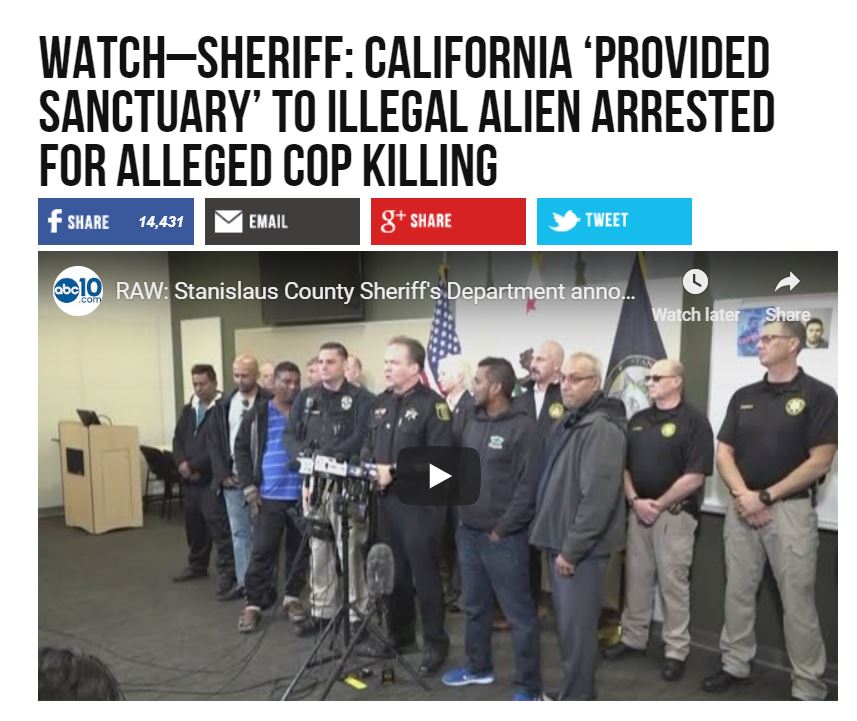 WATCH—SHERIFF: CALIFORNIA ‘PROVIDED
SANCTUARY’ TO ILLEGAL ALIEN ARRESTED
FOR ALLEGED COP KILLING
f SHARE 14,431
EMAIL
g+ SHARE
TWEET
abc10
.com
RAW: Stanislaus County Sheriff's Department anno...
Watch later
Share